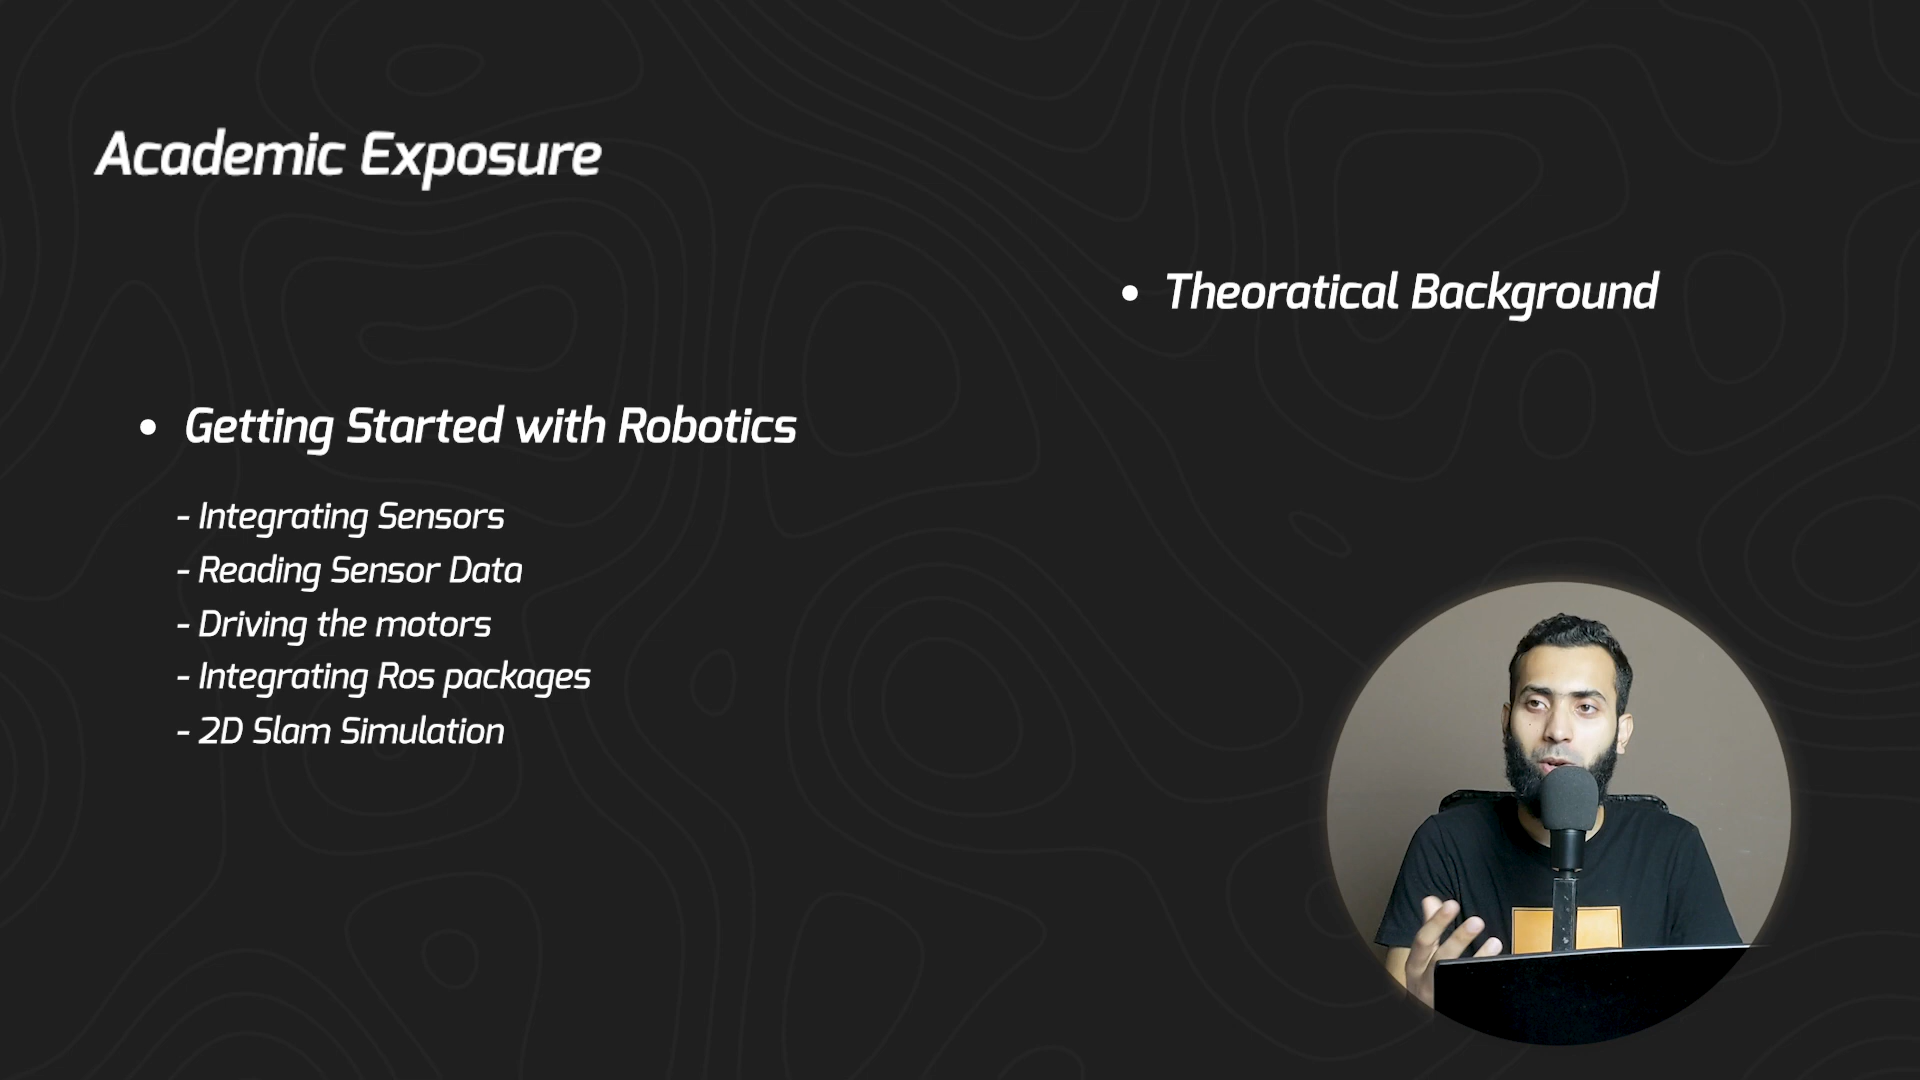 Academic Exposure
• Getting Started with Robotics
- Integrating Sensors
- Reading Sensor Data
- Driving the motors
- Integrating Ros packages
- 2D Slam Simulation
• Theoratical Background